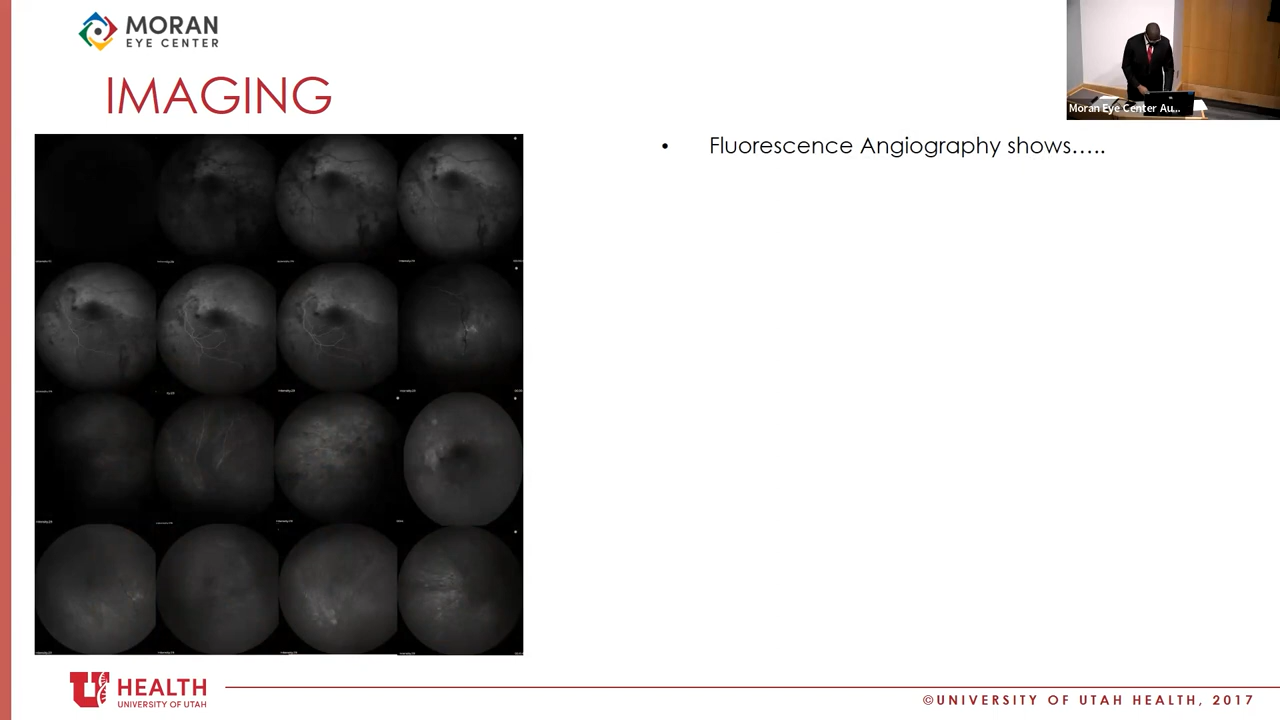 MORAN
EYE CENTER
IMAGING
Moran Eye Center Au...
• Fluorescence Angiography shows…..
U HEALTH
UNIVERSITY OF UTAH
©UNIVERSITY OF UTAH HEALTH, 2017